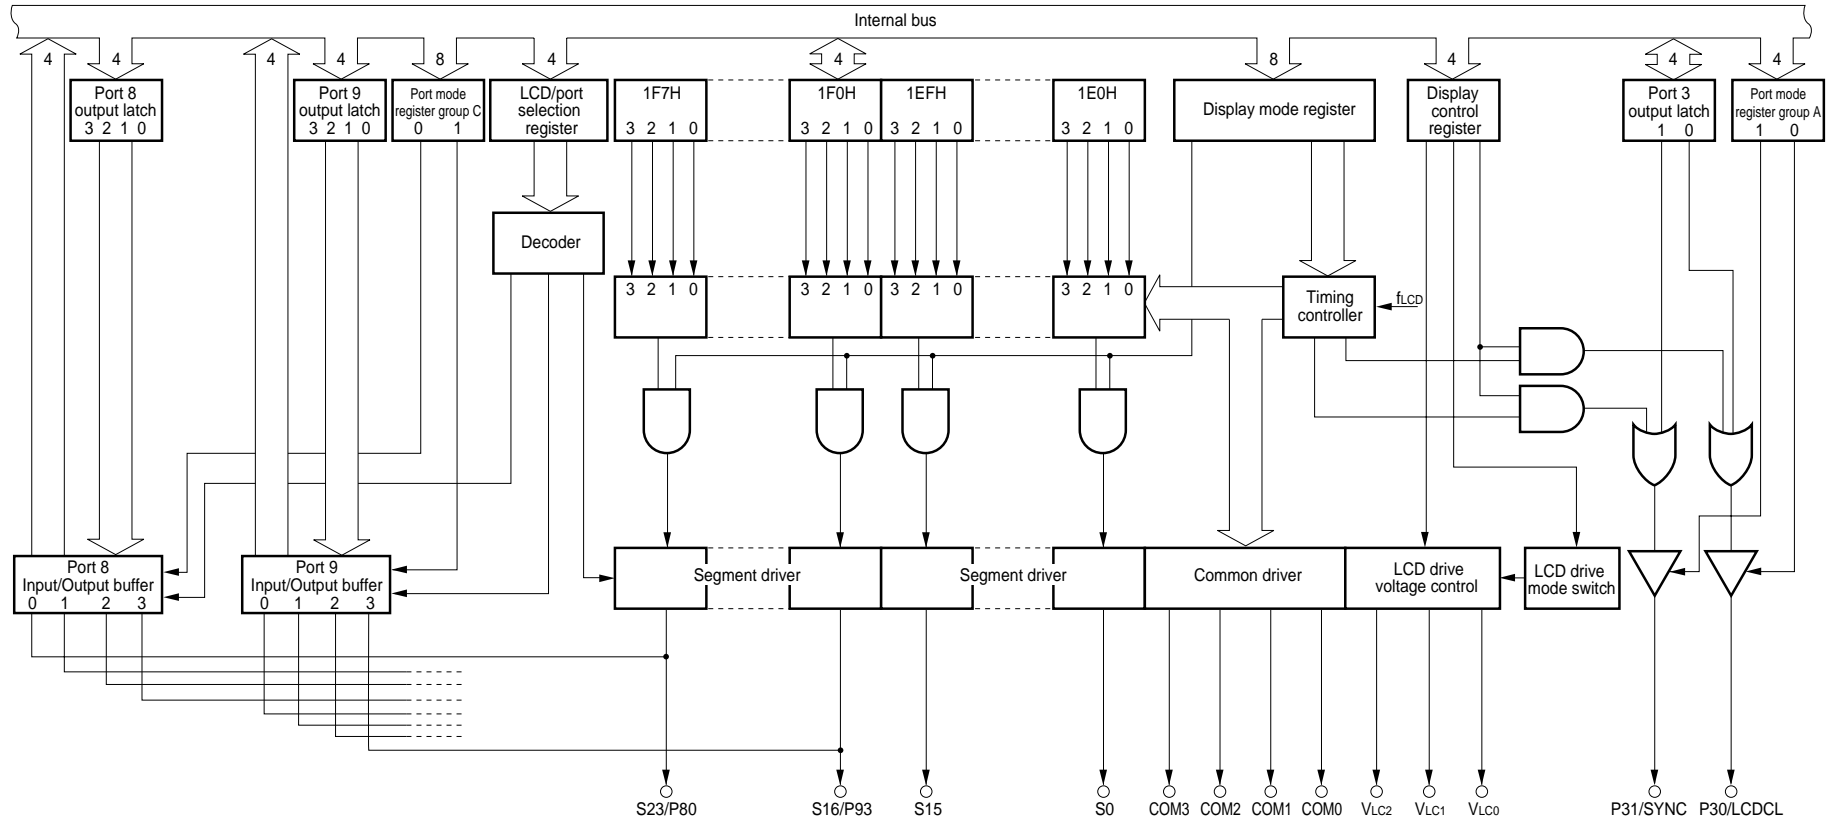 Internal bus
4 4 4 4 8 4 4 8 4 4 4
Port 8
output latch
3 2 1 0
Port 9
output latch
3 2 1 0
Port mode
register group C
0 1
LCD/port
selection
register
1F7H
3 2 1 0
1F0H
3 2 1 0
1EFH
3 2 1 0
1E0H
3 2 1 0
Display mode register
Display
control
register
Port 3
output latch
1 0
Port mode
register group A
1 0
Decoder
3 2 1 0
3 2 1 0
3 2 1 0
3 2 1 0
Timing
controller
fLCD
Port 8
Input/Output buffer
0 1 2 3
Port 9
Input/Output buffer
0 1 2 3
Segment driver
Segment driver
Common driver
LCD drive
voltage control
LCD drive
mode switch
S23/P80
S16/P93
S15
S0
COM3
COM2
COM1
COM0
VLC2
VLC1
VLC0
P31/SYNC
P30/LCDCL